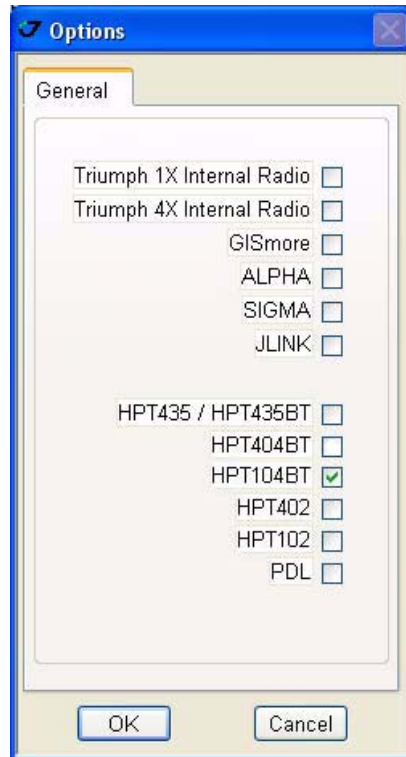 Options
General
Triumph 1X Internal Radio
Triumph 4X Internal Radio
GISmore
ALPHA
SIGMA
JLINK
HPT435 / HPT435BT
HPT404BT
HPT104BT
HPT402
HPT102
PDL
OK
Cancel